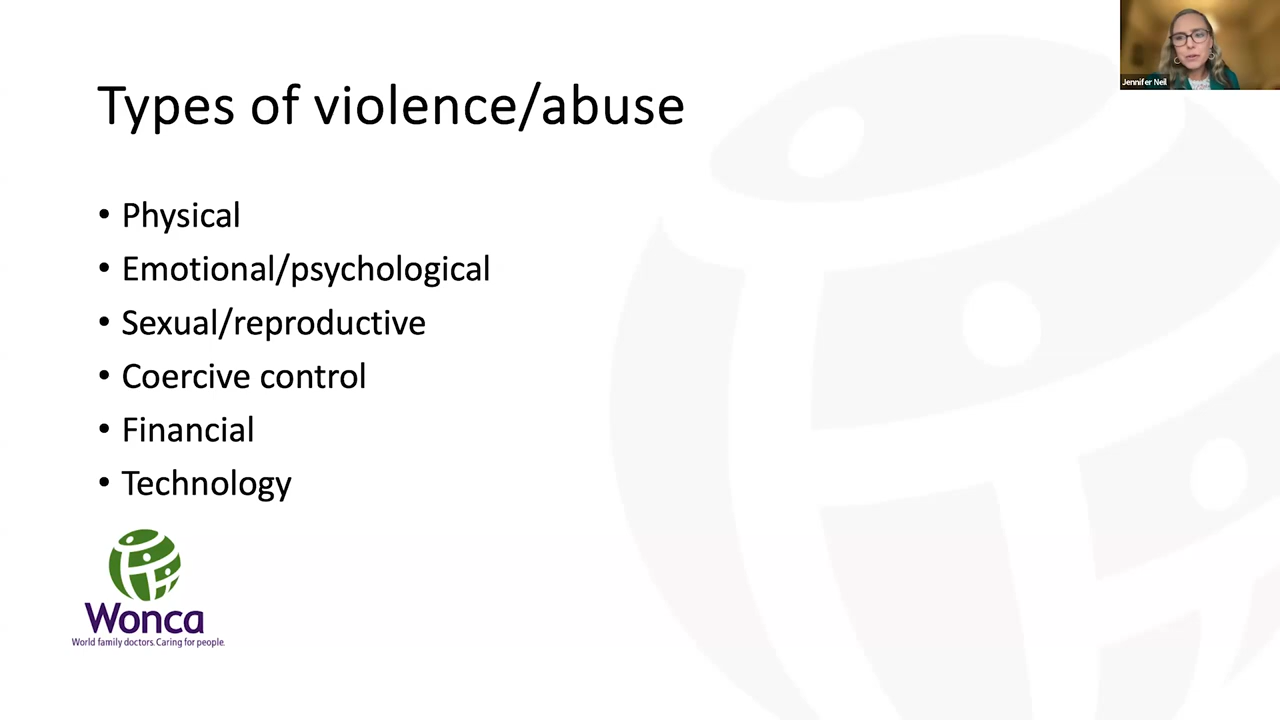 Types of violence/abuse
• Physical
• Emotional/psychological
• Sexual/reproductive
• Coercive control
• Financial
• Technology
Wonca
World family doctors. Caring for people.
Jennifer Neil